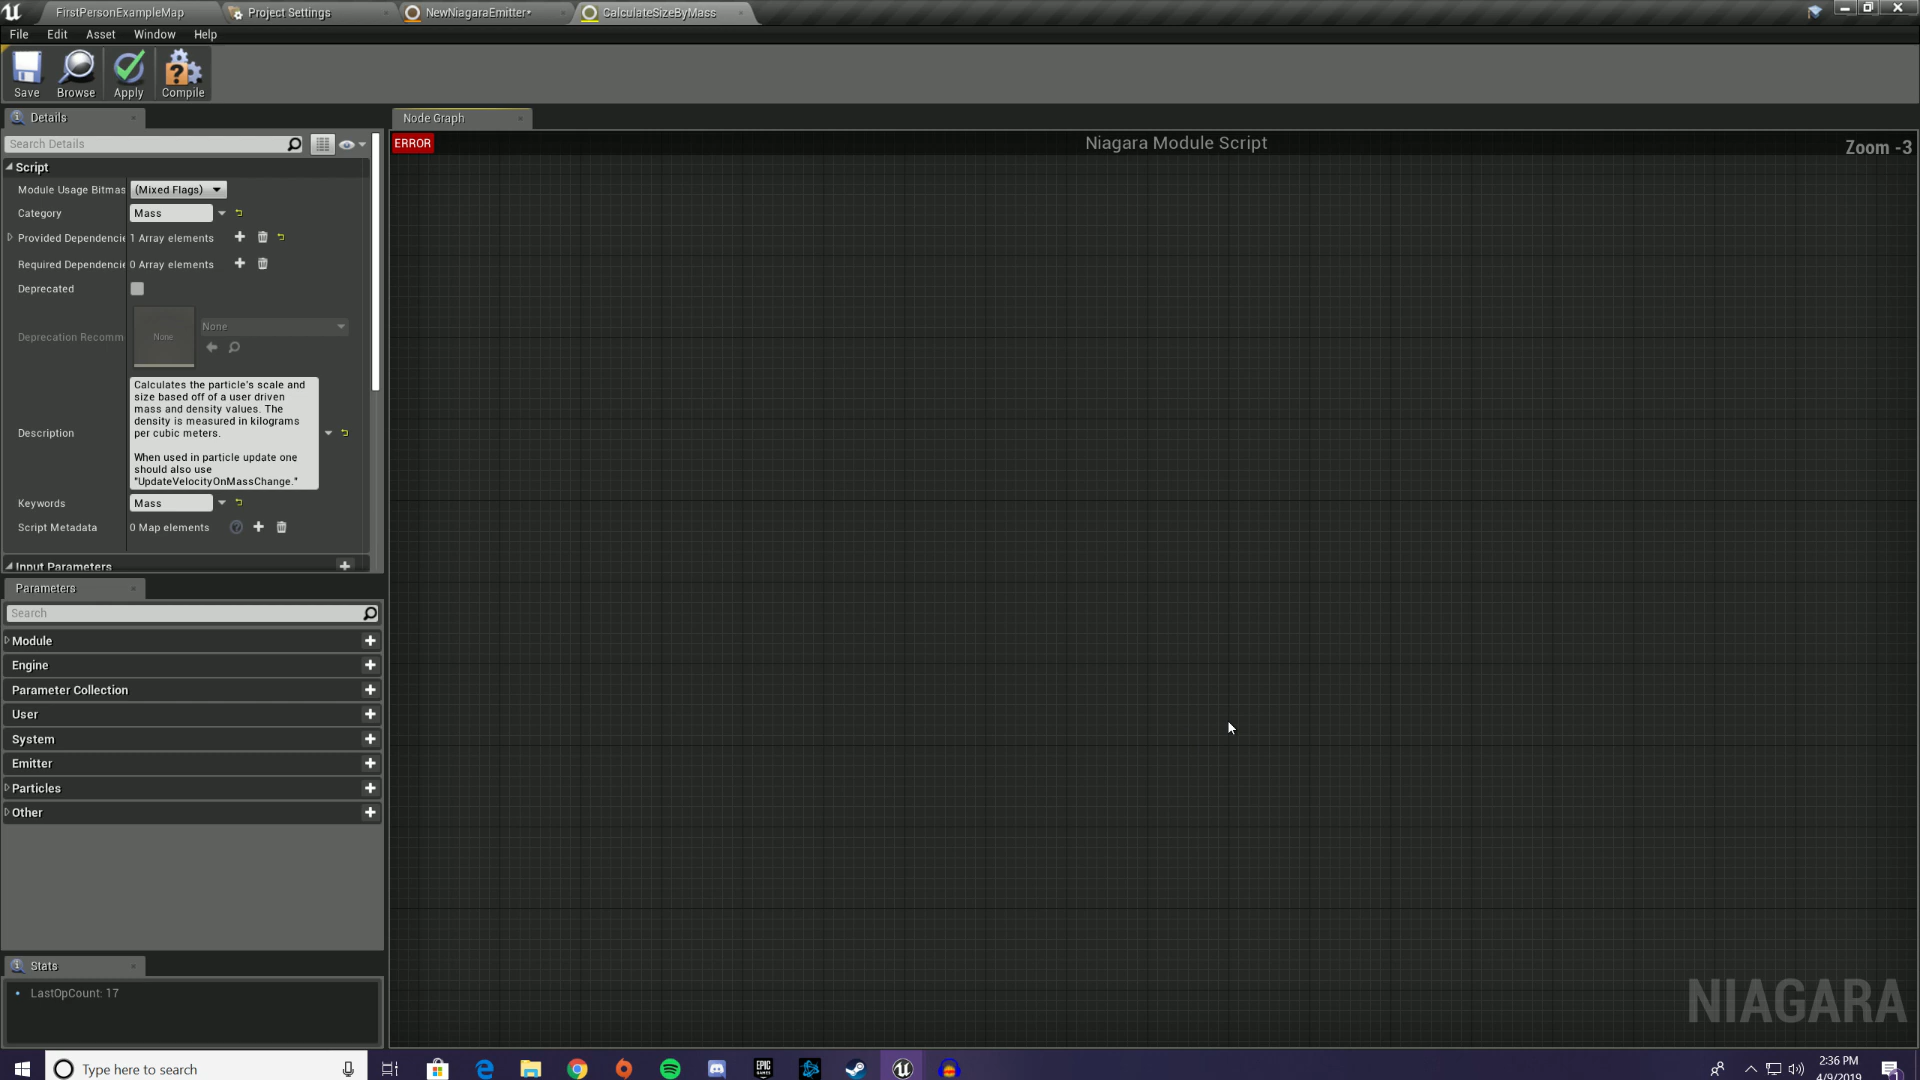 FirstPersonExampleMap
Project Settings
NewNiagaraEmitter*
CalculateSizeByMass
File Edit Asset Window Help
Save Browse Apply Compile
Details
Search Details
Script
Module Usage Bitmas (Mixed Flags)
Category Mass
Provided Dependencie 1 Array elements
Required Dependencie 0 Array elements
Deprecated
Deprecation Recomm None None
Description
Calculates the particle's scale and
size based off of a user driven
mass and density values. The
density is measured in kilograms
per cubic meters.
When used in particle update one
should also use
"UpdateVelocityOnMassChange."
Keywords Mass
Script Metadata 0 Map elements
Input Parameters
Parameters
Search
Module
Engine
Parameter Collection
User
System
Emitter
Particles
Other
Stats
LastOpCount: 17
Node Graph
ERROR
Niagara Module Script
Zoom -3
NIAGARA
Type here to search
EPIC GAMES
2:36 PM
4/9/2019
1